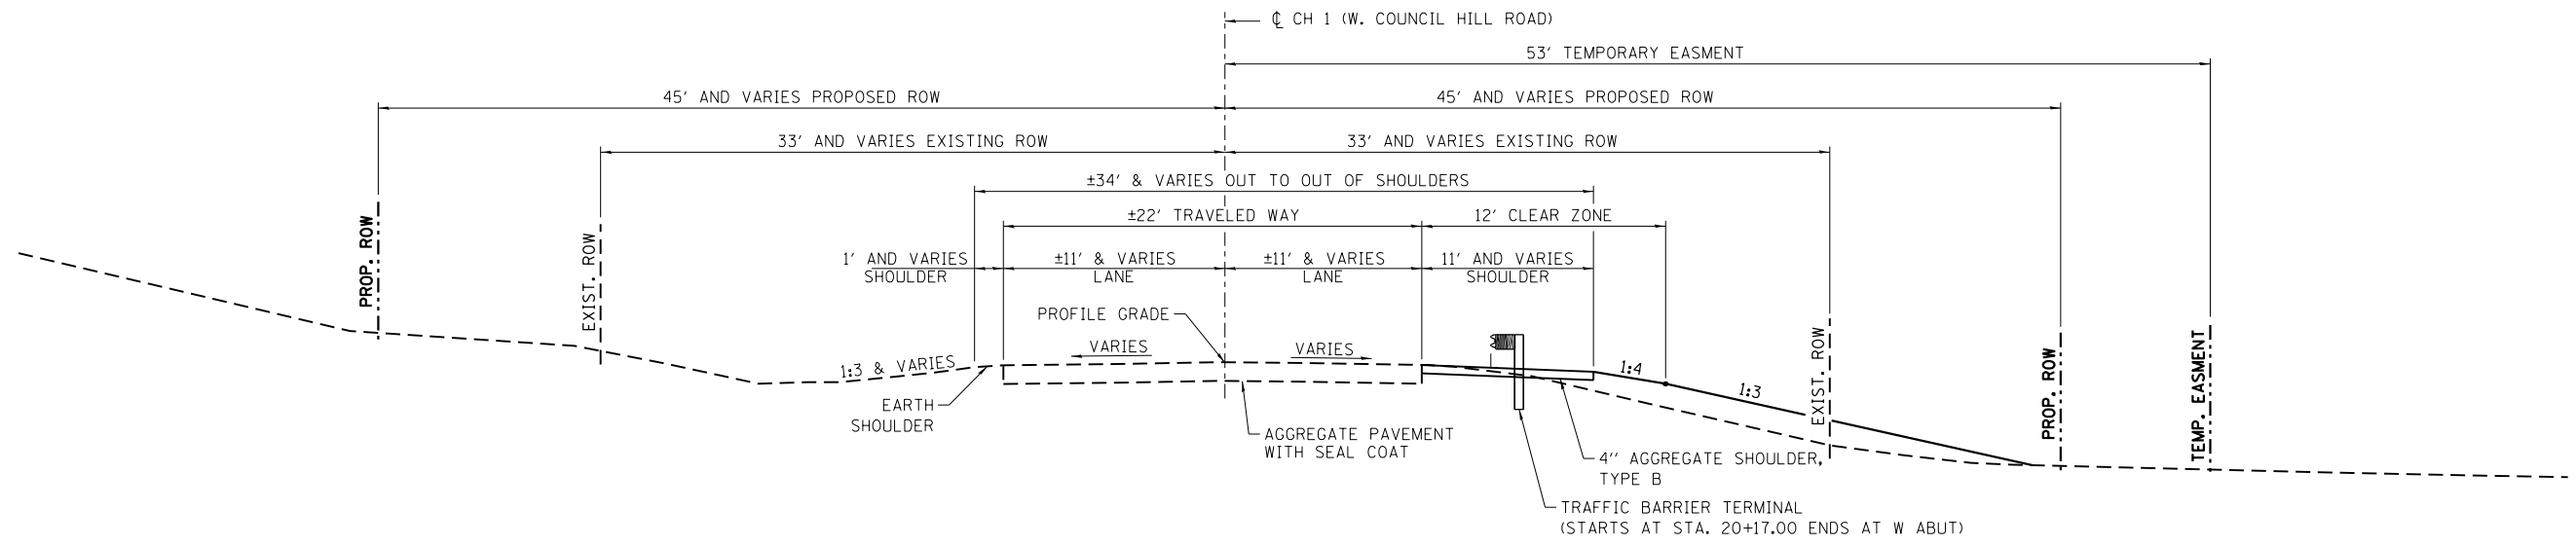 ℄ CH 1 (W. COUNCIL HILL ROAD)
53' TEMPORARY EASMENT
45' AND VARIES PROPOSED ROW
45' AND VARIES PROPOSED ROW
33' AND VARIES EXISTING ROW
33' AND VARIES EXISTING ROW
±34' & VARIES OUT TO OUT OF SHOULDERS
±22' TRAVELED WAY
12' CLEAR ZONE
1' AND VARIES
SHOULDER
±11' & VARIES
LANE
±11' & VARIES
LANE
11' AND VARIES
SHOULDER
PROP. ROW
EXIST. ROW
PROFILE GRADE
VARIES
VARIES
1:3 & VARIES
1:4
1:3
EXIST. ROW
PROP. ROW
TEMP. EASMENT
EARTH
SHOULDER
AGGREGATE PAVEMENT
WITH SEAL COAT
4'' AGGREGATE SHOULDER,
TYPE B
TRAFFIC BARRIER TERMINAL
(STARTS AT STA. 20+17.00 ENDS AT W ABUT)